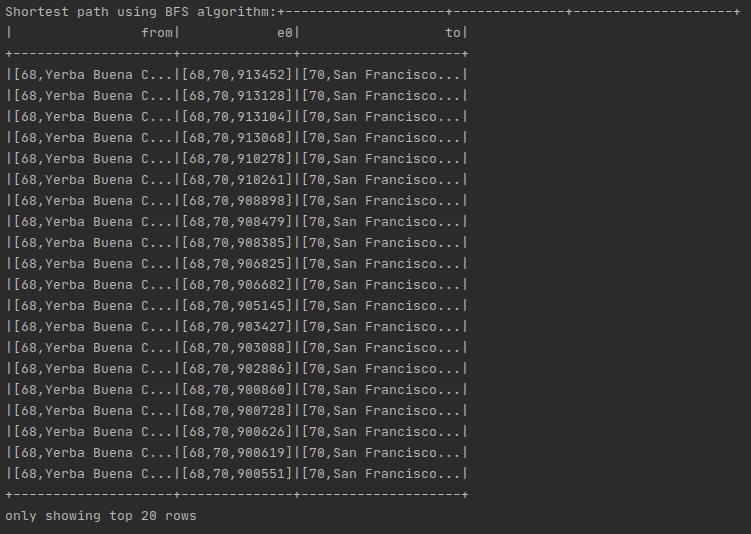 Shortest path using BFS algorithm:+--------------------+--------------+--------------------+
|                from|            e0|                  to|
+--------------------+--------------+--------------------+
|[68,Yerba Buena C...|[68,70,913452]|[70,San Francisco...|
|[68,Yerba Buena C...|[68,70,913128]|[70,San Francisco...|
|[68,Yerba Buena C...|[68,70,913104]|[70,San Francisco...|
|[68,Yerba Buena C...|[68,70,913068]|[70,San Francisco...|
|[68,Yerba Buena C...|[68,70,910278]|[70,San Francisco...|
|[68,Yerba Buena C...|[68,70,910261]|[70,San Francisco...|
|[68,Yerba Buena C...|[68,70,908898]|[70,San Francisco...|
|[68,Yerba Buena C...|[68,70,908479]|[70,San Francisco...|
|[68,Yerba Buena C...|[68,70,908385]|[70,San Francisco...|
|[68,Yerba Buena C...|[68,70,906825]|[70,San Francisco...|
|[68,Yerba Buena C...|[68,70,906682]|[70,San Francisco...|
|[68,Yerba Buena C...|[68,70,905145]|[70,San Francisco...|
|[68,Yerba Buena C...|[68,70,903427]|[70,San Francisco...|
|[68,Yerba Buena C...|[68,70,903088]|[70,San Francisco...|
|[68,Yerba Buena C...|[68,70,902806]|[70,San Francisco...|
|[68,Yerba Buena C...|[68,70,900860]|[70,San Francisco...|
|[68,Yerba Buena C...|[68,70,900728]|[70,San Francisco...|
|[68,Yerba Buena C...|[68,70,900626]|[70,San Francisco...|
|[68,Yerba Buena C...|[68,70,900619]|[70,San Francisco...|
|[68,Yerba Buena C...|[68,70,900551]|[70,San Francisco...|
+--------------------+--------------+--------------------+
only showing top 20 rows